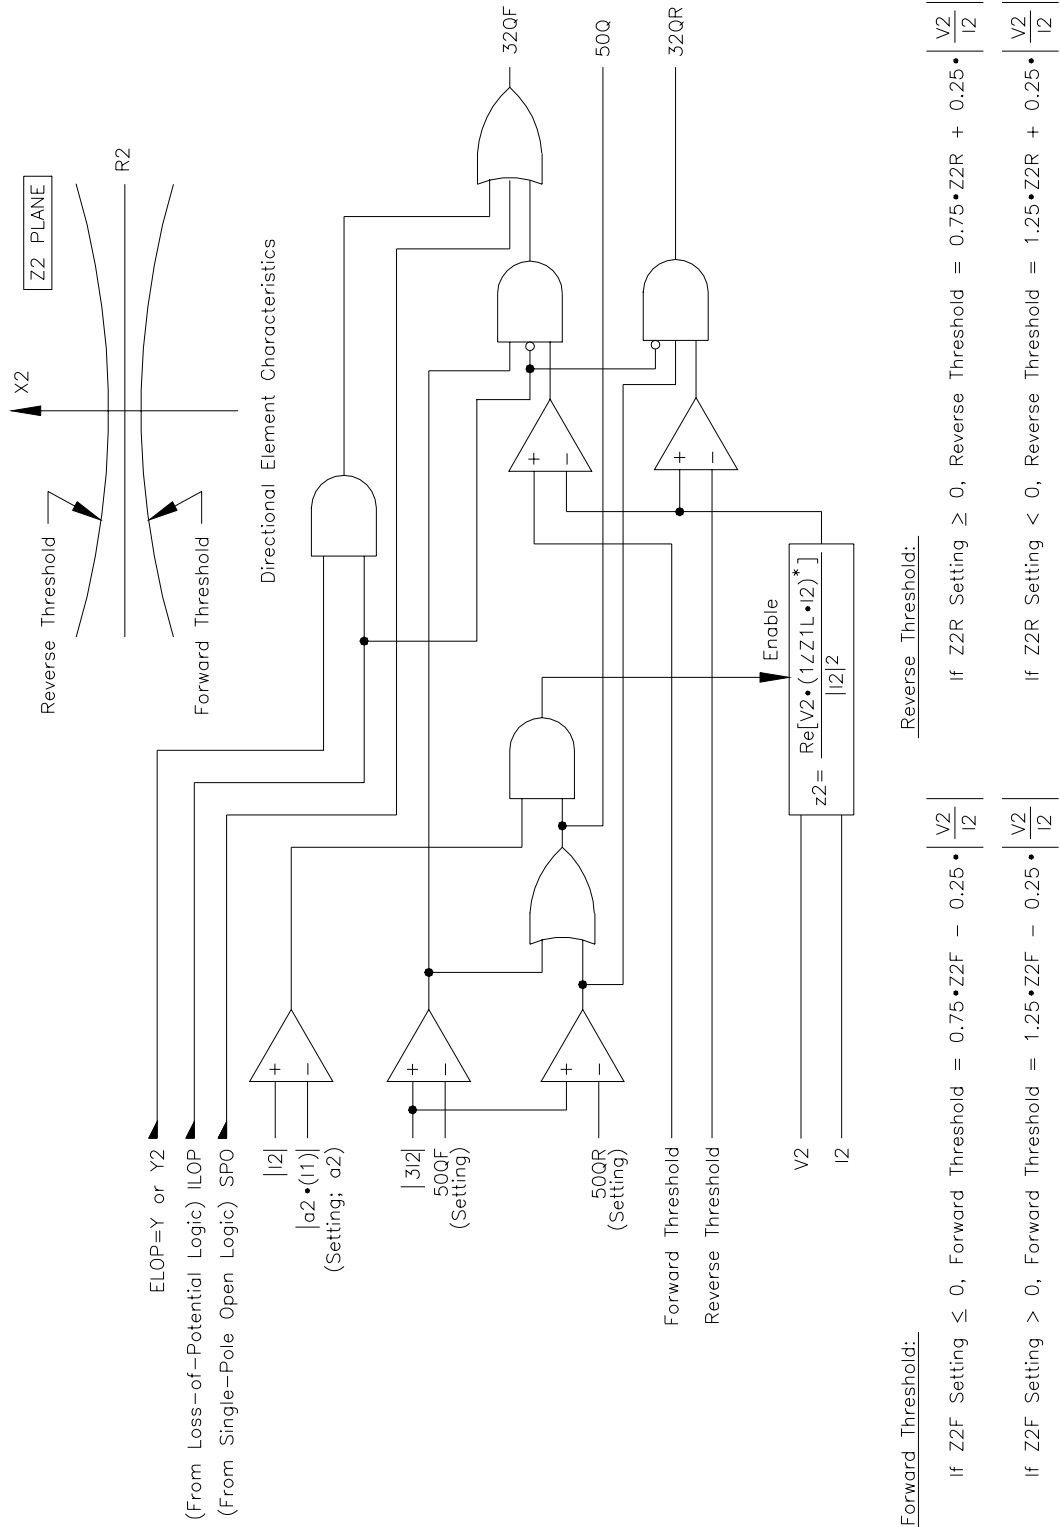 ELOP=Y or Y2
(From Loss-of-Potential Logic) ILOP
(From Single-Pole Open Logic) SPO
|I2|
|a2•(I1)|
(Setting; a2)
|3I2|
50QF
(Setting)
50QR
(Setting)
Forward Threshold
Reverse Threshold
V2
I2
+
−
+
−
+
−
+
−
+
−
Enable
z2= Re[V2•(1∠Z1L•I2)*]
|I2|2
32QF
50Q
32QR
Reverse Threshold
Forward Threshold
X2
R2
Z2 PLANE
Directional Element Characteristics
Forward Threshold:
If Z2F Setting ≤ 0, Forward Threshold = 0.75•Z2F − 0.25• |V2/I2|
If Z2F Setting > 0, Forward Threshold = 1.25•Z2F − 0.25• |V2/I2|
Reverse Threshold:
If Z2R Setting ≥ 0, Reverse Threshold = 0.75•Z2R + 0.25• |V2/I2|
If Z2R Setting < 0, Reverse Threshold = 1.25•Z2R + 0.25• |V2/I2|